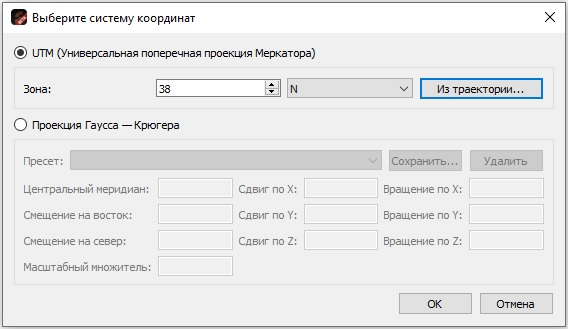 Выберите систему координат
UTM (Универсальная поперечная проекция Меркатора)
Зона: 38 N Из траектории...
Проекция Гаусса — Крюгера
Пресет: Сохранить... Удалить
Центральный меридиан: Сдвиг по X: Вращение по X:
Смещение на восток: Сдвиг по Y: Вращение по Y:
Смещение на север: Сдвиг по Z: Вращение по Z:
Масштабный множитель:
OK Отмена